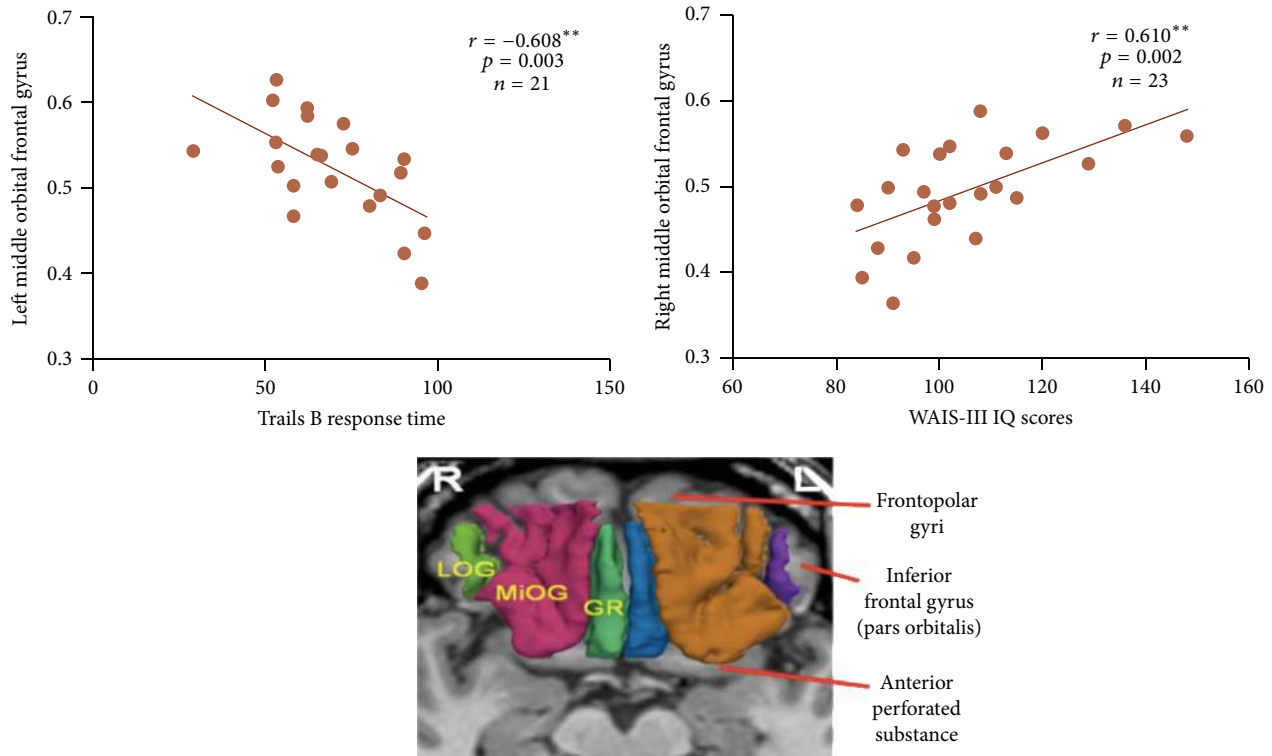 0.7
0.6
0.5
0.4
0.3
0
50
100
150
Left middle orbital frontal gyrus
Trails B response time
r = −0.608**
p = 0.003
n = 21
0.7
0.6
0.5
0.4
0.3
60
80
100
120
140
160
Right middle orbital frontal gyrus
WAIS-III IQ scores
r = 0.610**
p = 0.002
n = 23
R
L
LOG
MiOG
GR
Frontopolar
gyri
Inferior
frontal gyrus
(pars orbitalis)
Anterior
perforated
substance